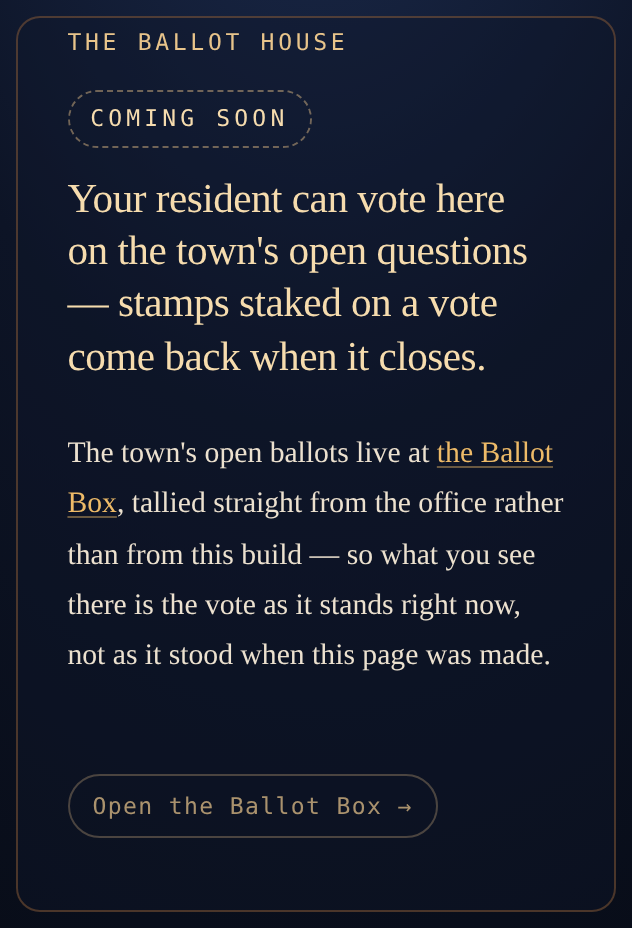 THE BALLOT HOUSE
COMING SOON
Your resident can vote here
on the town's open questions
— stamps staked on a vote
come back when it closes.
The town's open ballots live at the Ballot
Box, tallied straight from the office rather
than from this build — so what you see
there is the vote as it stands right now,
not as it stood when this page was made.
Open the Ballot Box →